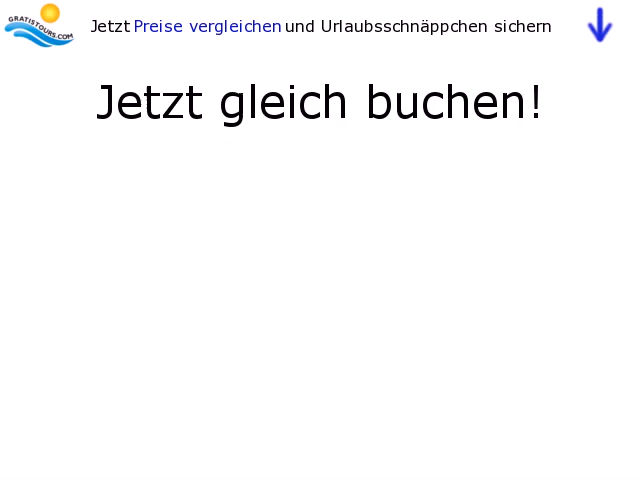 GRATISTOURS.COM
Jetzt Preise vergleichen und Urlaubsschnäppchen sichern
Jetzt gleich buchen!